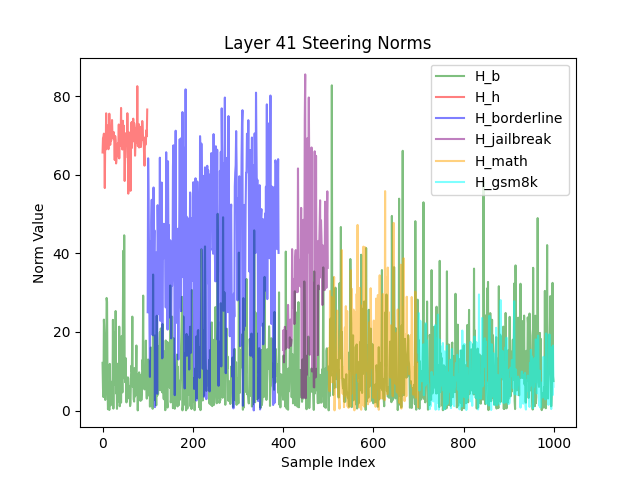 Layer 41 Steering Norms
Norm Value
80
60
40
20
0
H_b
H_h
H_borderline
H_jailbreak
H_math
H_gsm8k
0 200 400 600 800 1000
Sample Index